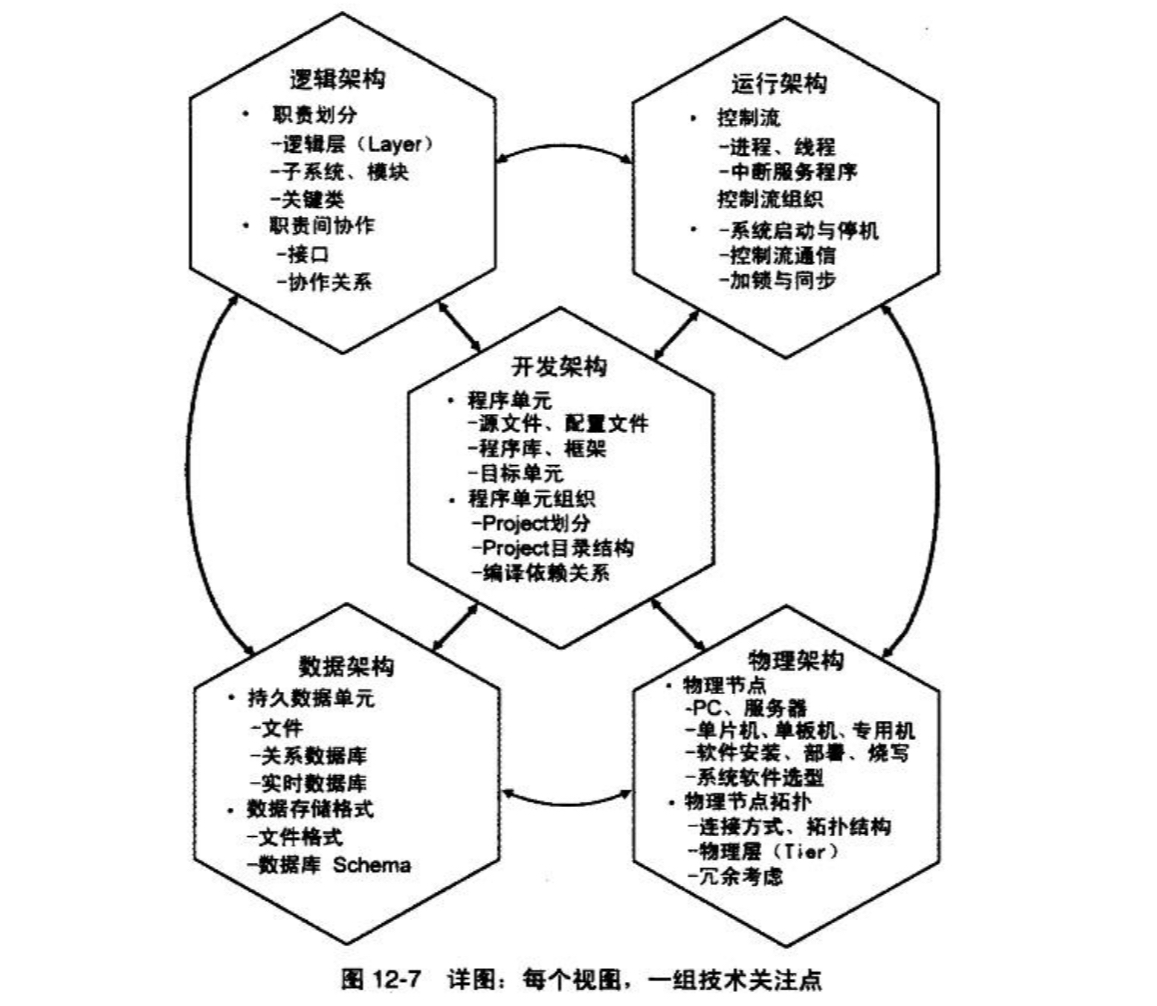 逻辑架构
• 职责划分
-逻辑层（Layer）
-子系统、模块
-关键类
• 职责间协作
-接口
-协作关系
运行架构
• 控制流
-进程、线程
-中断服务程序
控制流组织
• -系统启动与停机
-控制流通信
-加锁与同步
开发架构
• 程序单元
-源文件、配置文件
-程序库、框架
-目标单元
• 程序单元组织
-Project划分
-Project目录结构
-编译依赖关系
数据架构
• 持久数据单元
-文件
-关系数据库
-实时数据库
• 数据存储格式
-文件格式
-数据库 Schema
物理架构
• 物理节点
-PC、服务器
-单片机、单板机、专用机
-软件安装、部署、烧写
-系统软件选型
• 物理节点拓扑
-连接方式、拓扑结构
-物理层（Tier）
-冗余考虑
图 12-7 详图：每个视图，一组技术关注点